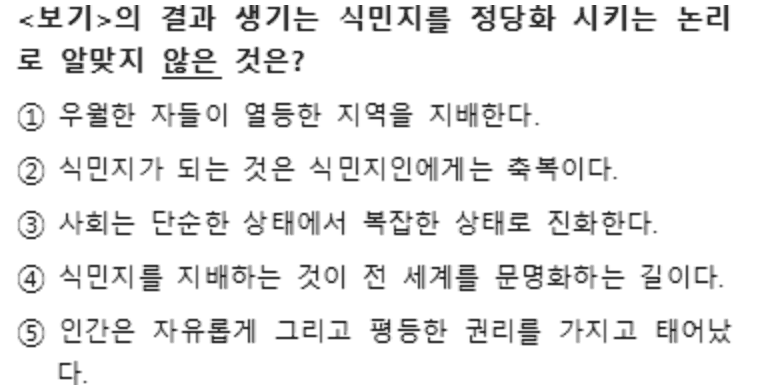 <보기>의 결과 생기는 식민지를 정당화 시키는 논리
로 알맞지 않은 것은?
① 우월한 자들이 열등한 지역을 지배한다.
② 식민지가 되는 것은 식민지인에게는 축복이다.
③ 사회는 단순한 상태에서 복잡한 상태로 진화한다.
④ 식민지를 지배하는 것이 전 세계를 문명화하는 길이다.
⑤ 인간은 자유롭게 그리고 평등한 권리를 가지고 태어났
다.